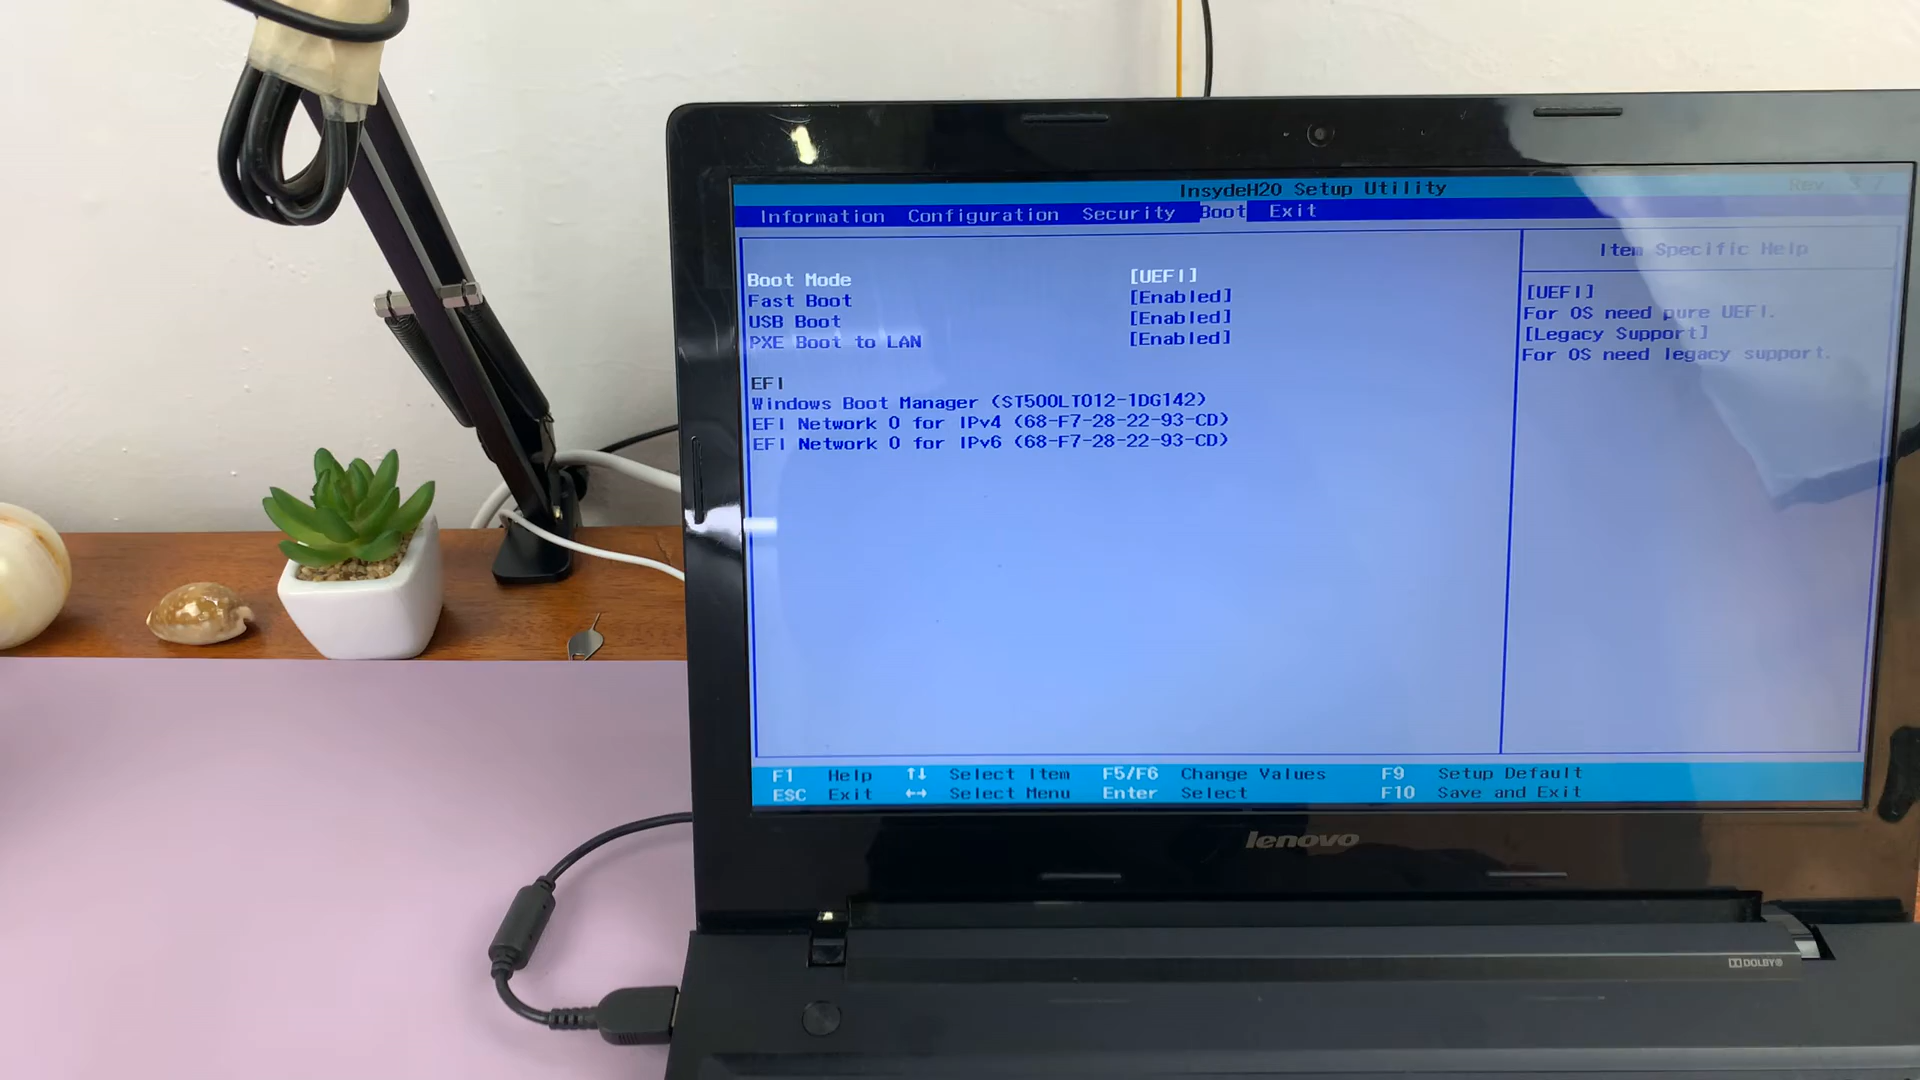 InsydeH20 Setup Utility
Rev. 3.7
Information Configuration Security Boot Exit
Item Specific Help
Boot Mode [UEFI]
Fast Boot [Enabled]
USB Boot [Enabled]
PXE Boot to LAN [Enabled]
EFI
Windows Boot Manager (ST500LT012-1DG142)
EFI Network 0 for IPv4 (68-F7-28-22-93-CD)
EFI Network 0 for IPv6 (68-F7-28-22-93-CD)
[UEFI]
For OS need pure UEFI.
[Legacy Support]
For OS need legacy support.
F1 Help ↑↓ Select Item F5/F6 Change Values F9 Setup Default
ESC Exit ↔ Select Menu Enter Select F10 Save and Exit
lenovo
DOLBY®